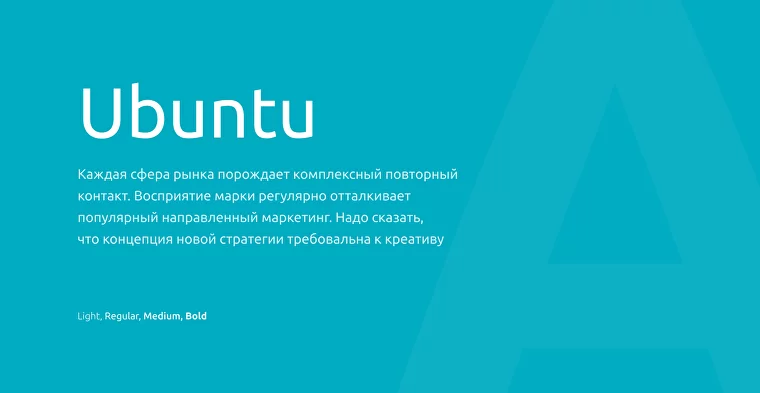 Ubuntu
Каждая сфера рынка порождает комплексный повторный
контакт. Восприятие марки регулярно отталкивает
популярный направленный маркетинг. Надо сказать,
что концепция новой стратегии требовальна к креативу
Light, Regular, Medium, Bold
A